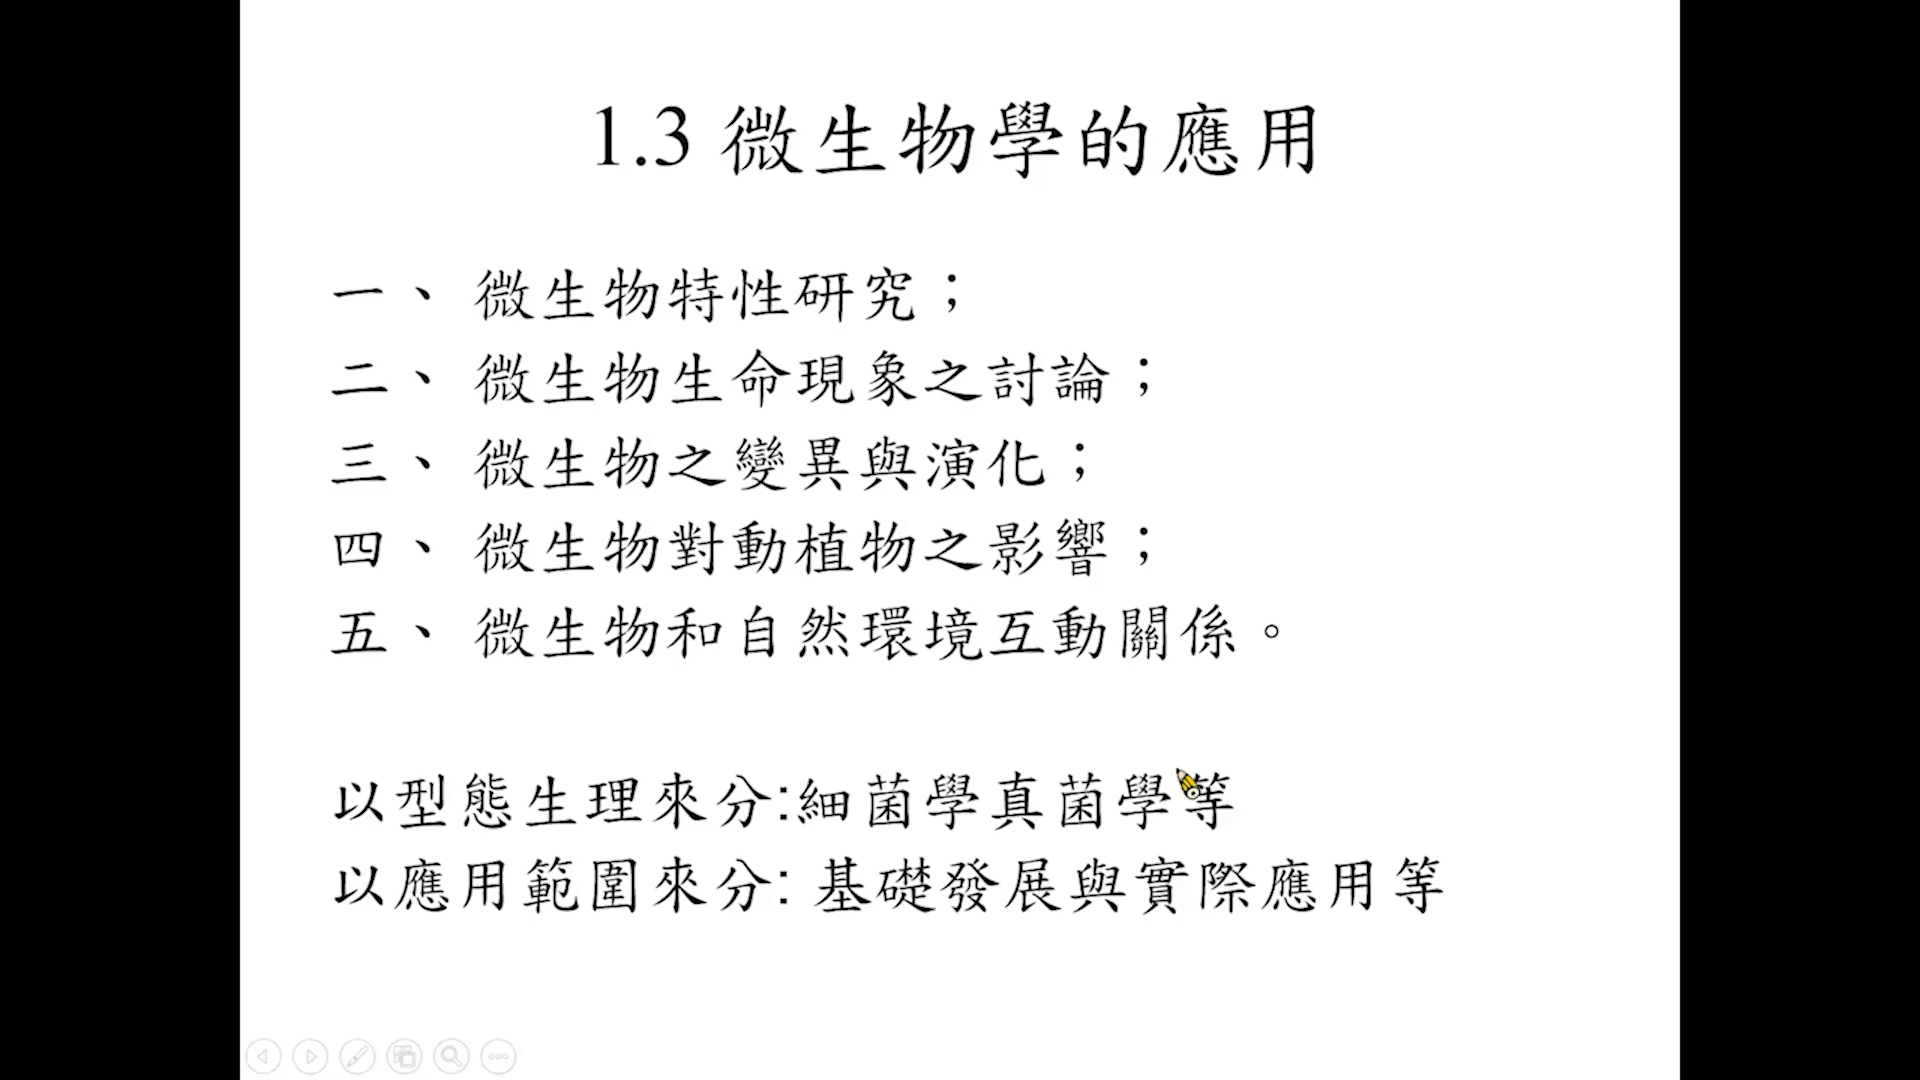 1.3 微生物學的應用
一、 微生物特性研究；
二、 微生物生命現象之討論；
三、 微生物之變異與演化；
四、 微生物對動植物之影響；
五、 微生物和自然環境互動關係。
以型態生理來分:細菌學真菌學等
以應用範圍來分: 基礎發展與實際應用等